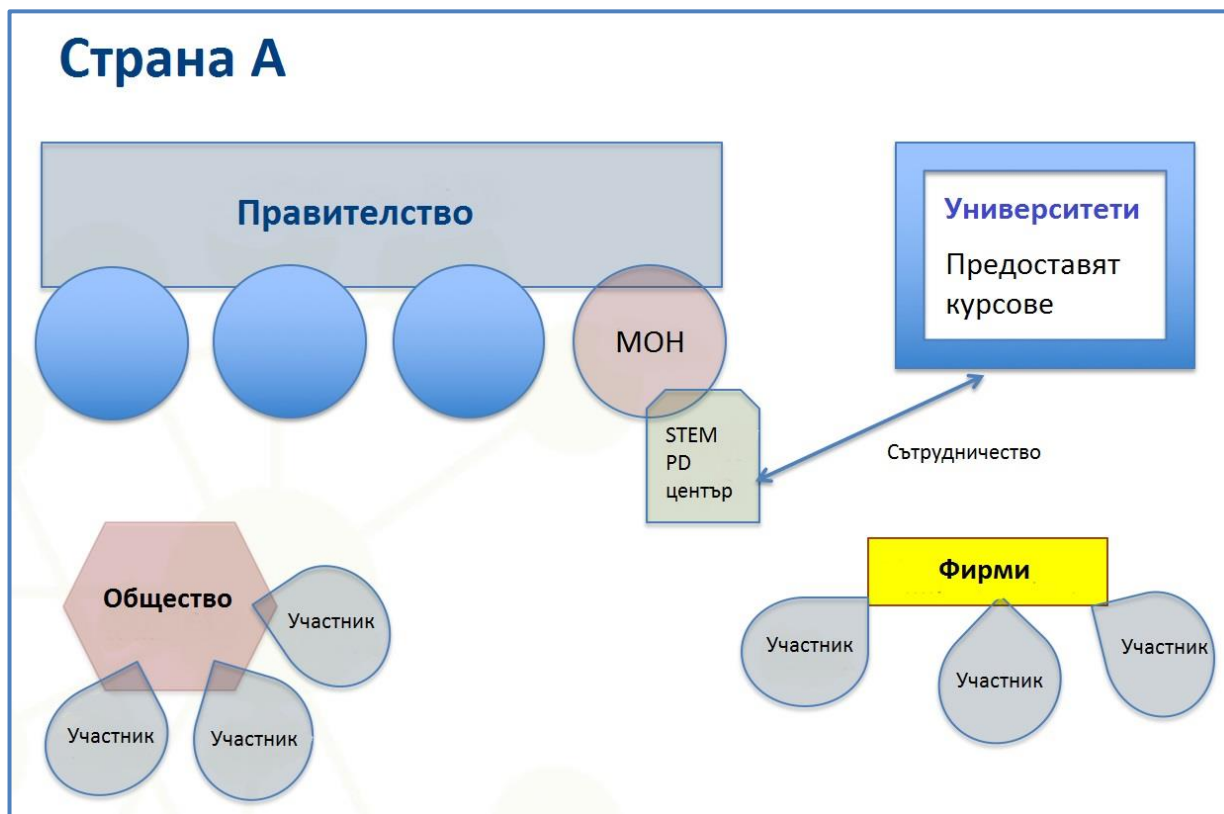 Страна А
Правителство
Университети
Предоставят
курсове
МОН
STEM
PD
център
Сътрудничество
Общество
Участник
Участник
Участник
Фирми
Участник
Участник
Участник